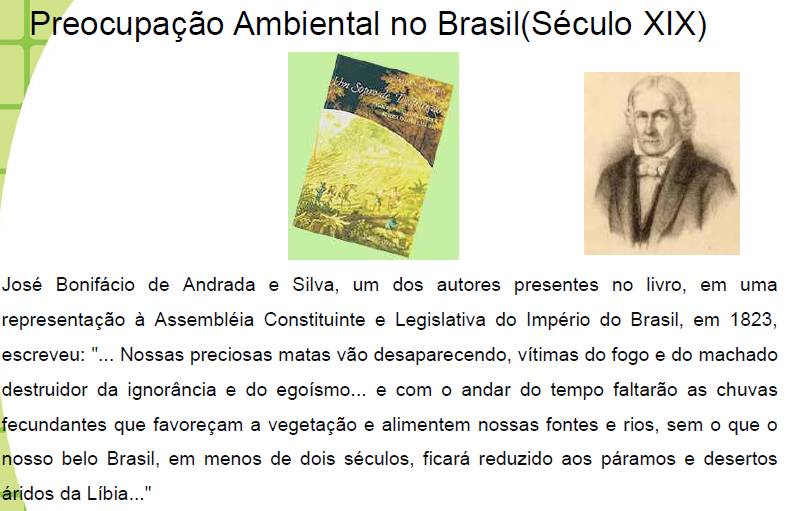 Preocupação Ambiental no Brasil(Século XIX)
Um Sopro de Destruição
José Bonifácio de Andrada e Silva, um dos autores presentes no livro, em uma
representação à Assembléia Constituinte e Legislativa do Império do Brasil, em 1823,
escreveu: "... Nossas preciosas matas vão desaparecendo, vítimas do fogo e do machado
destruidor da ignorância e do egoísmo... e com o andar do tempo faltarão as chuvas
fecundantes que favoreçam a vegetação e alimentem nossas fontes e rios, sem o que o
nosso belo Brasil, em menos de dois séculos, ficará reduzido aos páramos e desertos
áridos da Líbia..."